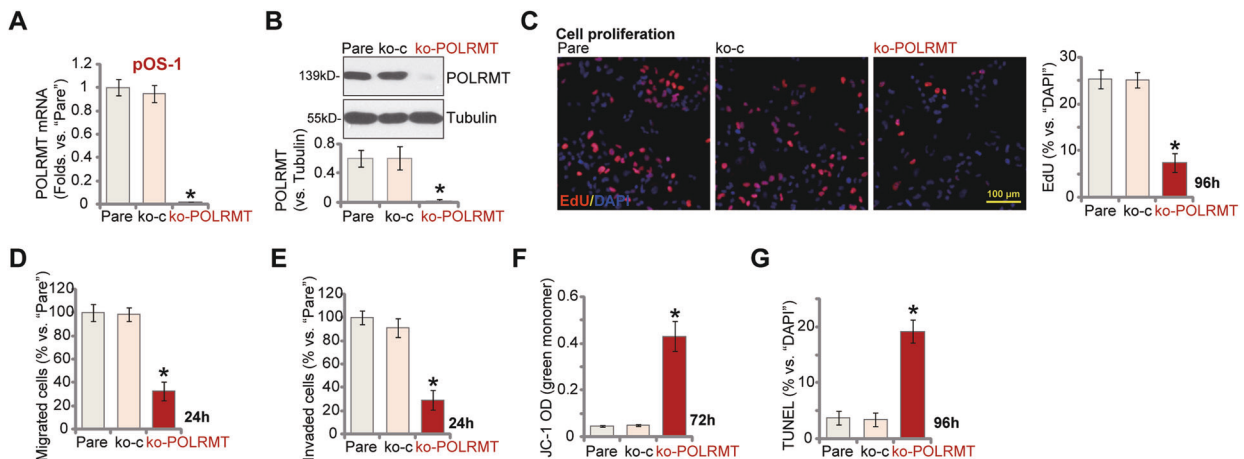 A
pOS-1
POLRMT mRNA
(Folds. vs. “Pare”)
1.2
1
0.8
0.6
0.4
0.2
0
*
Pare ko-c ko-POLRMT
B
Pare ko-c ko-POLRMT
139kD-
POLRMT
55kD-
Tubulin
POLRMT
(vs. Tubulin)
0.8
0.4
0
*
Pare ko-c ko-POLRMT
C
Cell proliferation
Pare
ko-c
ko-POLRMT
EdU/DAPI
100 μm
EdU (% vs. “DAPI”)
30
25
20
15
10
5
0
*
96h
Pare ko-c ko-POLRMT
D
Migrated cells (% vs. “Pare”)
120
100
80
60
40
20
0
*
24h
Pare ko-c ko-POLRMT
E
Invaded cells (% vs. “Pare”)
120
100
80
60
40
20
0
*
24h
Pare ko-c ko-POLRMT
F
JC-1 OD (green monomer)
0.6
0.4
0.2
0
*
72h
Pare ko-c ko-POLRMT
G
TUNEL (% vs. “DAPI”)
25
20
15
10
5
0
*
96h
Pare ko-c ko-POLRMT